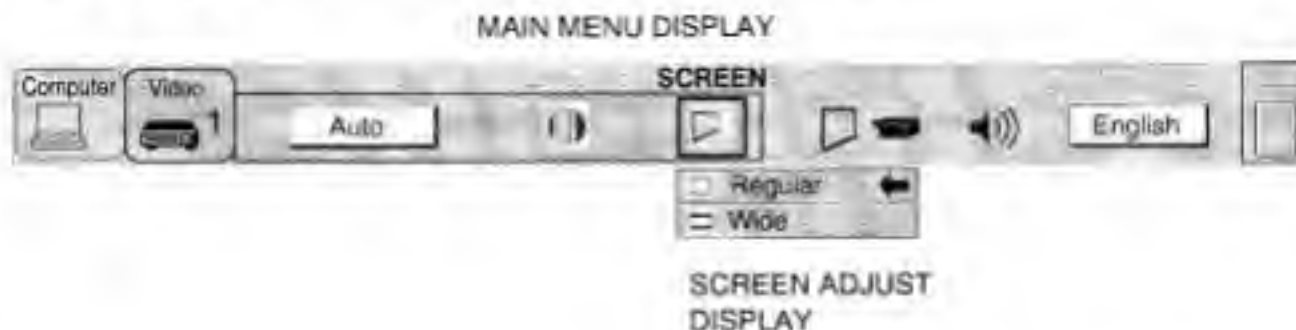 MAIN MENU DISPLAY
SCREEN
Computer Video
1 Auto English
Regular
Wide
SCREEN ADJUST
DISPLAY